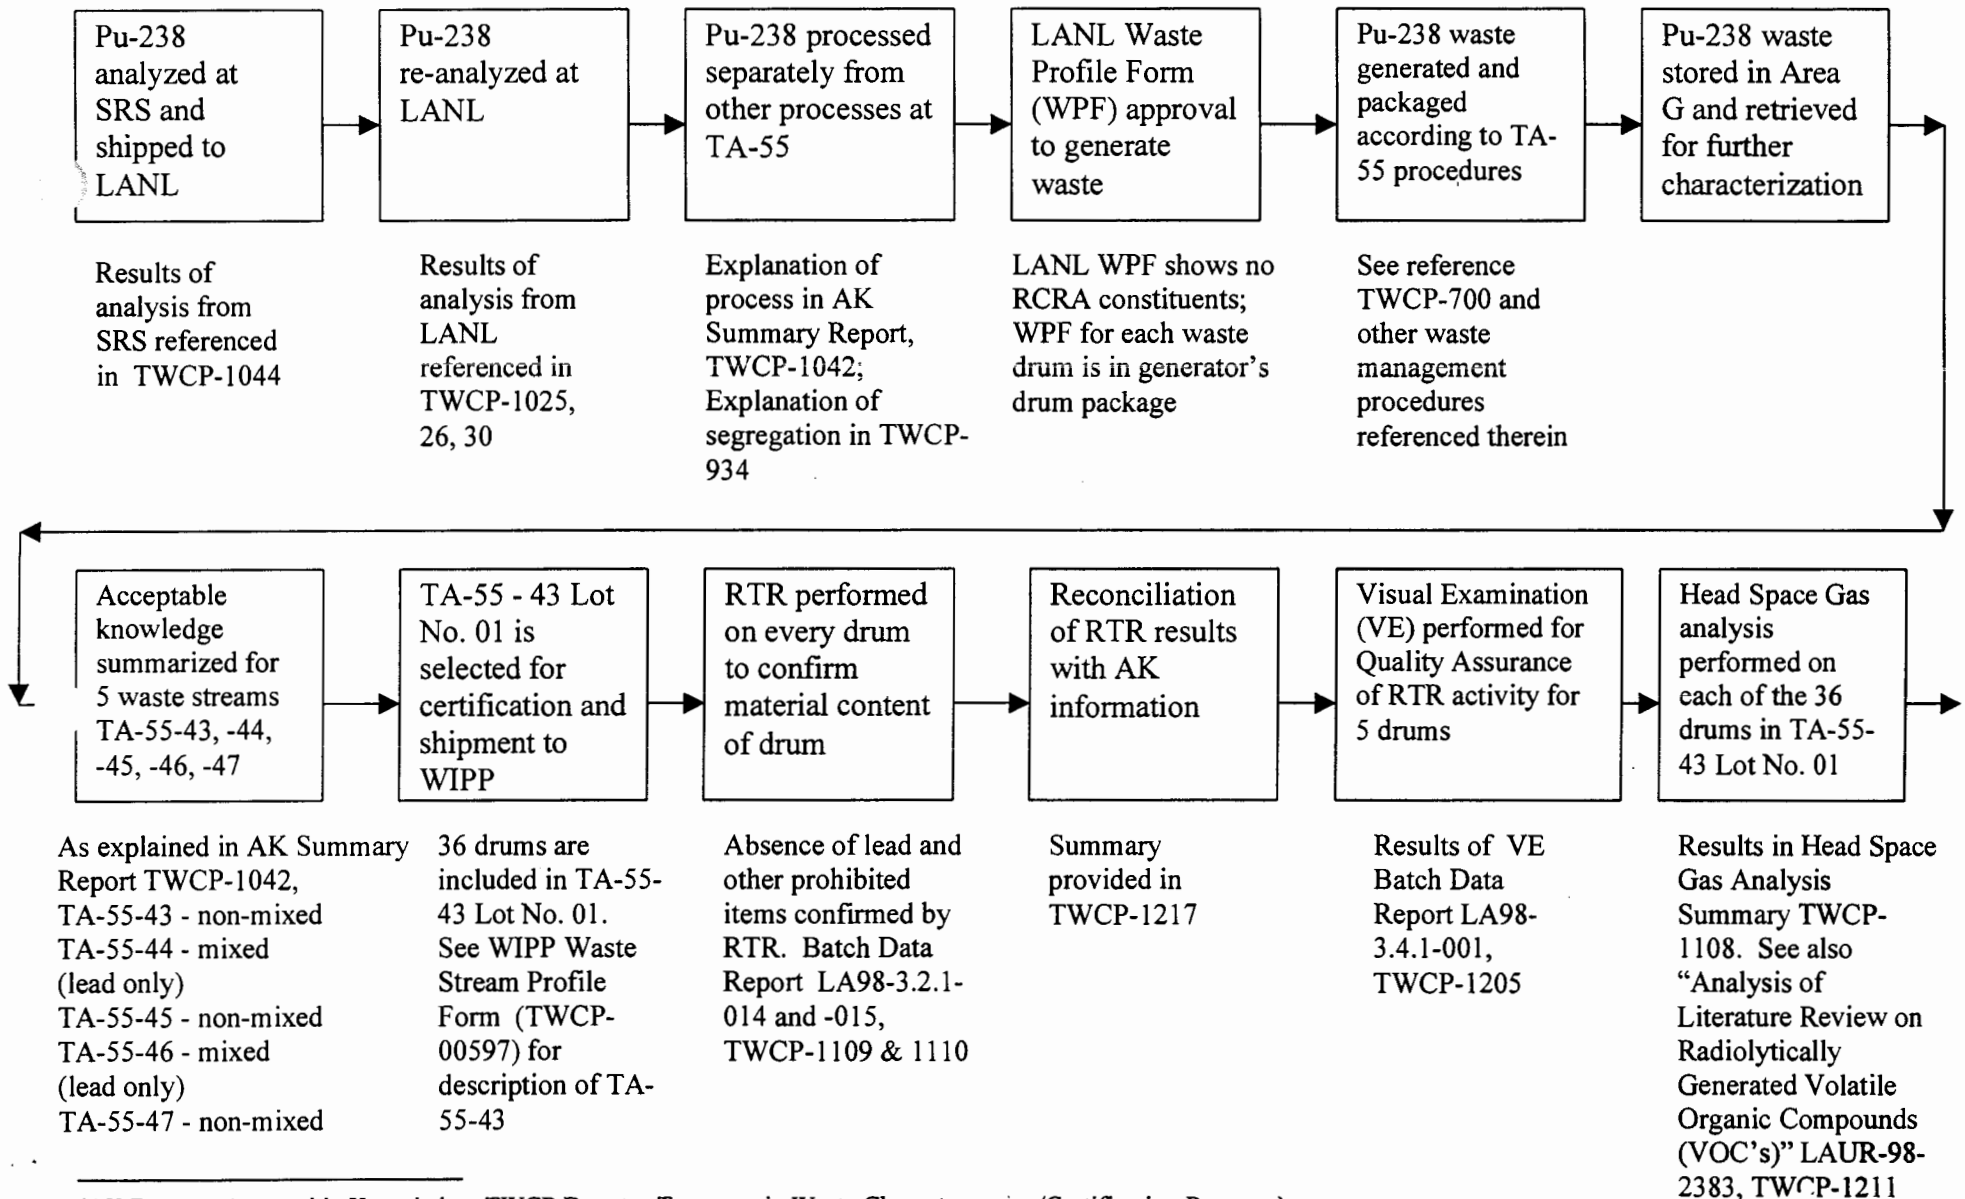 Pu-238
analyzed at
SRS and
shipped to
LANL
Pu-238
re-analyzed at
LANL
Pu-238 processed
separately from
other processes at
TA-55
LANL Waste
Profile Form
(WPF) approval
to generate
waste
Pu-238 waste
generated and
packaged
according to TA-
55 procedures
Pu-238 waste
stored in Area
G and retrieved
for further
characterization
Results of
analysis from
SRS referenced
in TWCP-1044
Results of
analysis from
LANL
referenced in
TWCP-1025,
26, 30
Explanation of
process in AK
Summary Report,
TWCP-1042;
Explanation of
segregation in TWCP-
934
LANL WPF shows no
RCRA constituents;
WPF for each waste
drum is in generator's
drum package
See reference
TWCP-700 and
other waste
management
procedures
referenced therein
Acceptable
knowledge
summarized for
5 waste streams
TA-55-43, -44,
-45, -46, -47
TA-55 - 43 Lot
No. 01 is
selected for
certification and
shipment to
WIPP
RTR performed
on every drum
to confirm
material content
of drum
Reconciliation
of RTR results
with AK
information
Visual Examination
(VE) performed for
Quality Assurance
of RTR activity for
5 drums
Head Space Gas
analysis
performed on
each of the 36
drums in TA-55-
43 Lot No. 01
As explained in AK Summary
Report TWCP-1042,
TA-55-43 - non-mixed
TA-55-44 - mixed
(lead only)
TA-55-45 - non-mixed
TA-55-46 - mixed
(lead only)
TA-55-47 - non-mixed
36 drums are
included in TA-55-
43 Lot No. 01.
See WIPP Waste
Stream Profile
Form (TWCP-
00597) for
description of TA-
55-43
Absence of lead and
other prohibited
items confirmed by
RTR. Batch Data
Report LA98-3.2.1-
014 and -015,
TWCP-1109 & 1110
Summary
provided in
TWCP-1217
Results of VE
Batch Data
Report LA98-
3.4.1-001,
TWCP-1205
Results in Head Space
Gas Analysis
Summary TWCP-
1108. See also
"Analysis of
Literature Review on
Radiolytically
Generated Volatile
Organic Compounds
(VOC's)" LAUR-98-
2383, TWCP-1211